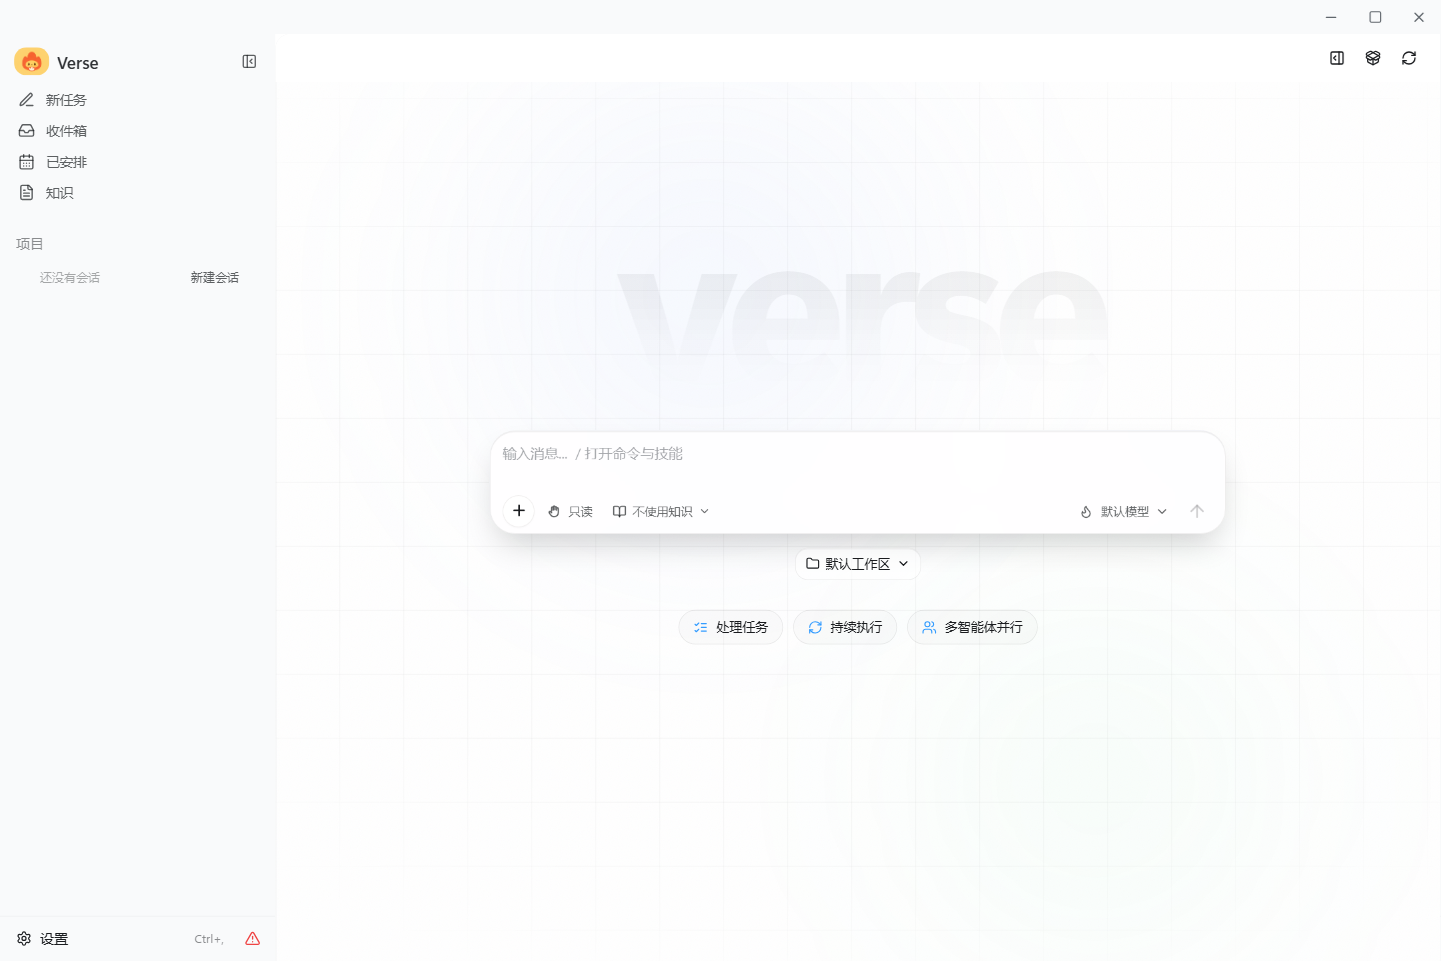 Verse
新任务
收件箱
已安排
知识
项目
还没有会话 新建会话
verse
输入消息... / 打开命令与技能
只读 不使用知识 默认模型
默认工作区
处理任务 持续执行 多智能体并行
设置 Ctrl+,